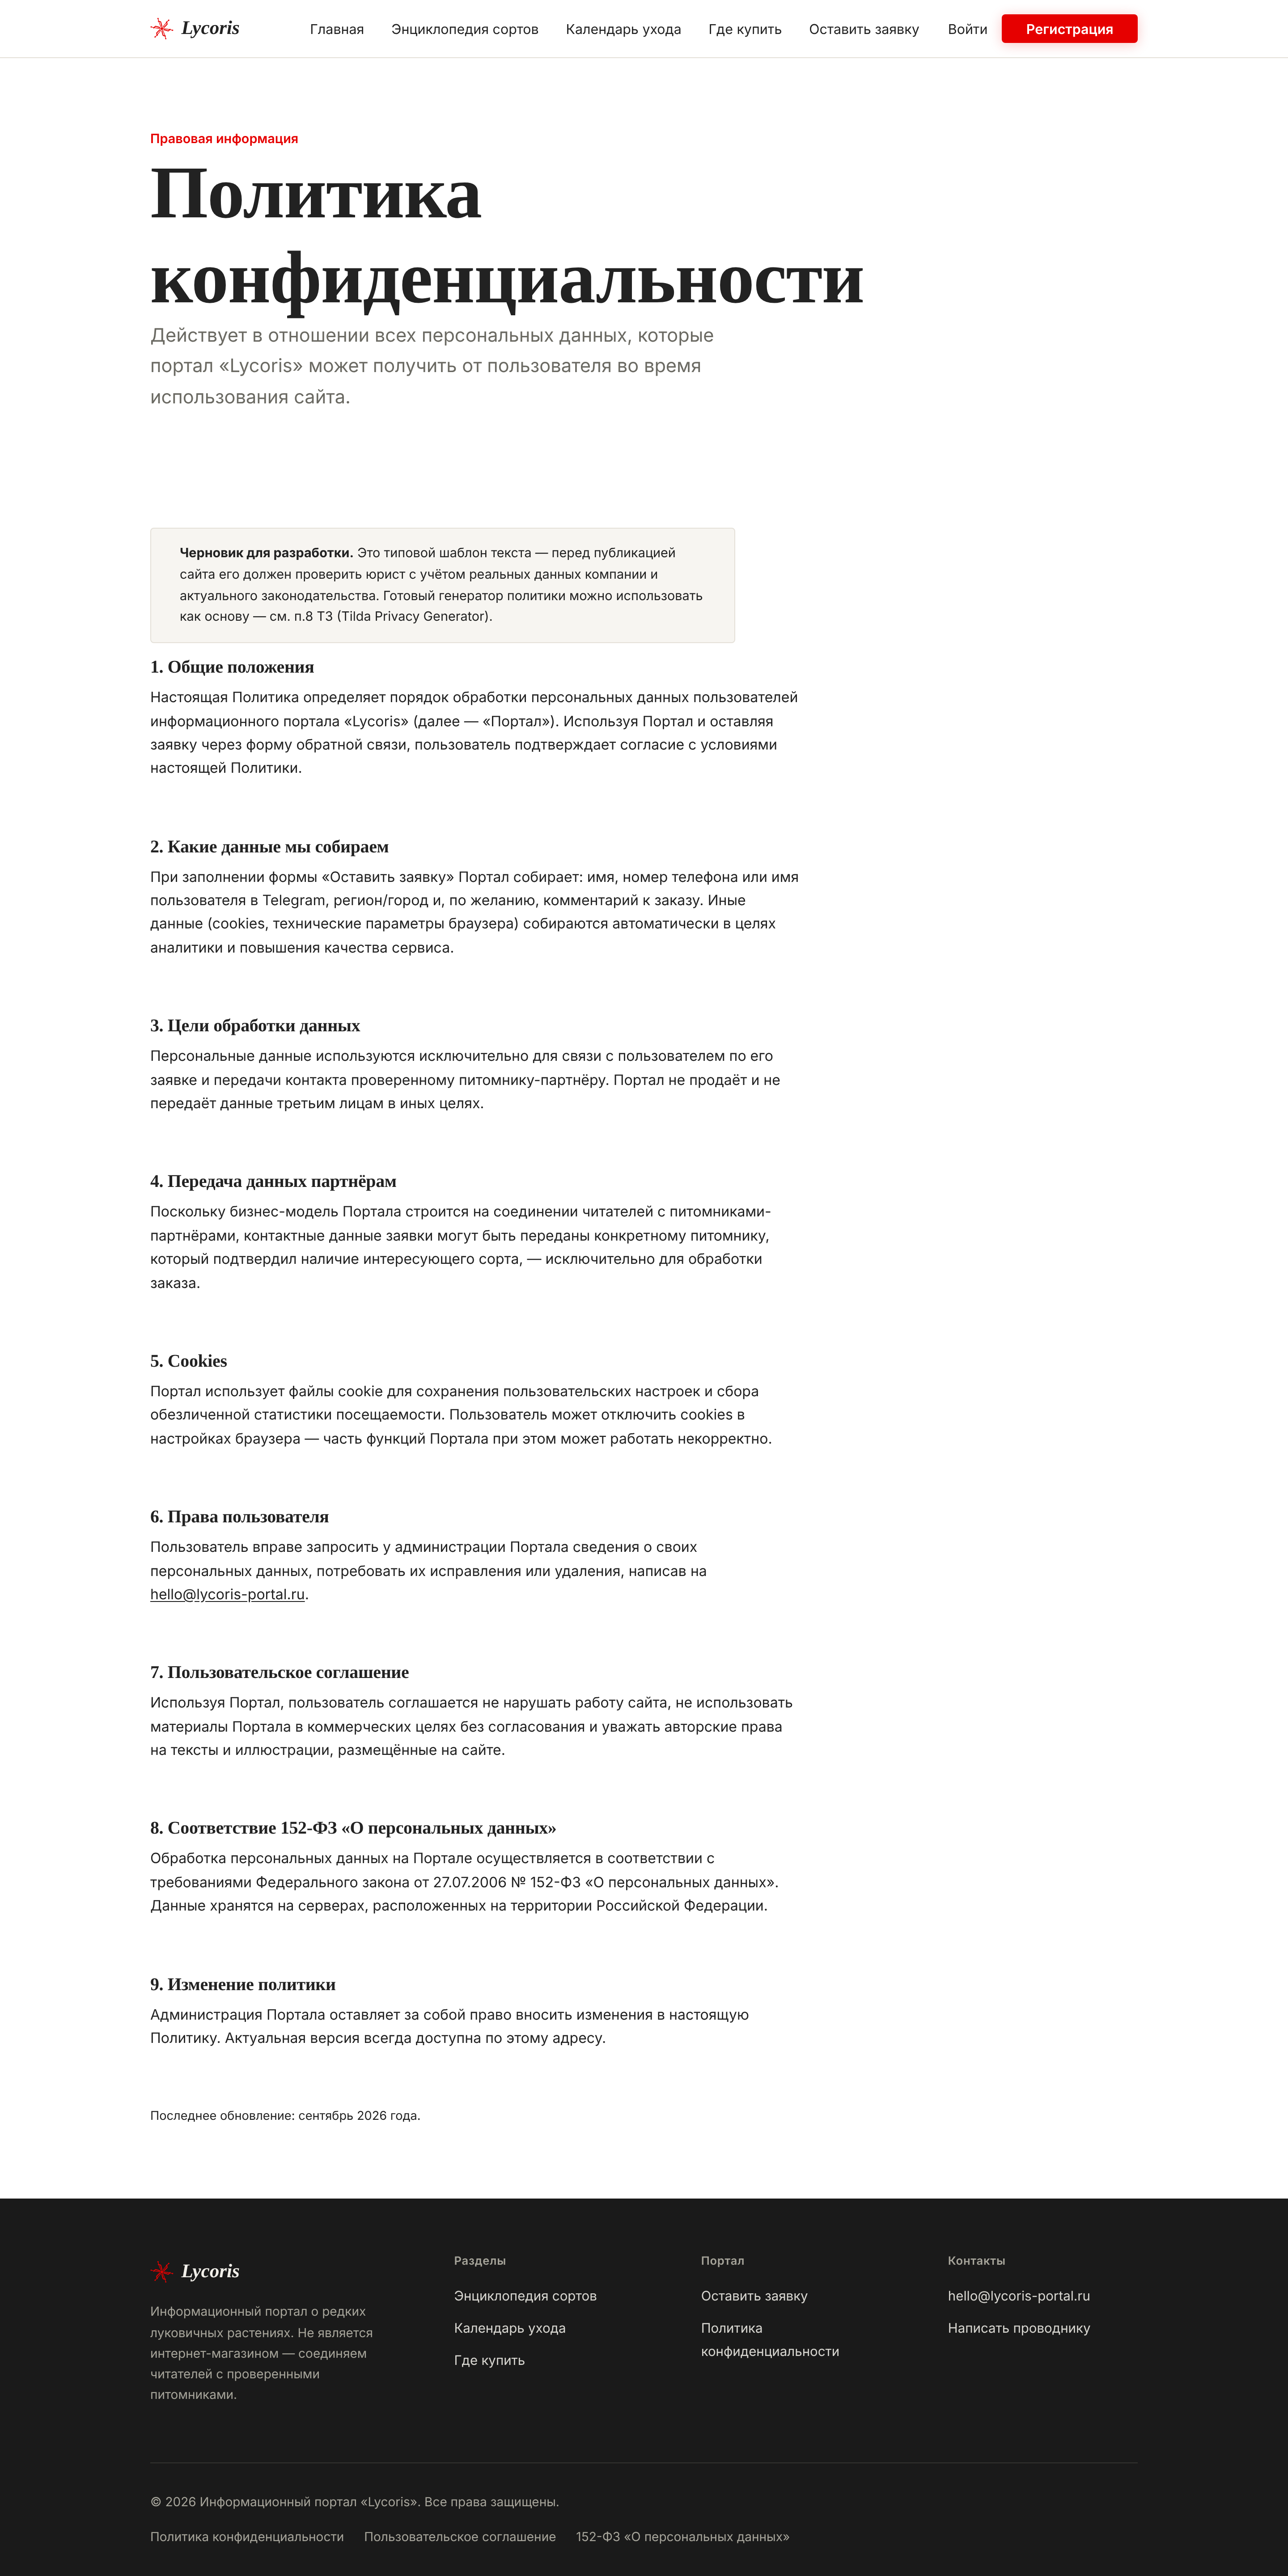 Lycoris
Главная
Энциклопедия сортов
Календарь ухода
Где купить
Оставить заявку
Войти
Регистрация
Правовая информация
Политика
конфиденциальности
Действует в отношении всех персональных данных, которые
портал «Lycoris» может получить от пользователя во время
использования сайта.
Черновик для разработки. Это типовой шаблон текста — перед публикацией
сайта его должен проверить юрист с учётом реальных данных компании и
актуального законодательства. Готовый генератор политики можно использовать
как основу — см. п.8 ТЗ (Tilda Privacy Generator).
1. Общие положения
Настоящая Политика определяет порядок обработки персональных данных пользователей
информационного портала «Lycoris» (далее — «Портал»). Используя Портал и оставляя
заявку через форму обратной связи, пользователь подтверждает согласие с условиями
настоящей Политики.
2. Какие данные мы собираем
При заполнении формы «Оставить заявку» Портал собирает: имя, номер телефона или имя
пользователя в Telegram, регион/город и, по желанию, комментарий к заказу. Иные
данные (cookies, технические параметры браузера) собираются автоматически в целях
аналитики и повышения качества сервиса.
3. Цели обработки данных
Персональные данные используются исключительно для связи с пользователем по его
заявке и передачи контакта проверенному питомнику-партнёру. Портал не продаёт и не
передаёт данные третьим лицам в иных целях.
4. Передача данных партнёрам
Поскольку бизнес-модель Портала строится на соединении читателей с питомниками-
партнёрами, контактные данные заявки могут быть переданы конкретному питомнику,
который подтвердил наличие интересующего сорта, — исключительно для обработки
заказа.
5. Cookies
Портал использует файлы cookie для сохранения пользовательских настроек и сбора
обезличенной статистики посещаемости. Пользователь может отключить cookies в
настройках браузера — часть функций Портала при этом может работать некорректно.
6. Права пользователя
Пользователь вправе запросить у администрации Портала сведения о своих
персональных данных, потребовать их исправления или удаления, написав на
hello@lycoris-portal.ru.
7. Пользовательское соглашение
Используя Портал, пользователь соглашается не нарушать работу сайта, не использовать
материалы Портала в коммерческих целях без согласования и уважать авторские права
на тексты и иллюстрации, размещённые на сайте.
8. Соответствие 152-ФЗ «О персональных данных»
Обработка персональных данных на Портале осуществляется в соответствии с
требованиями Федерального закона от 27.07.2006 № 152-ФЗ «О персональных данных».
Данные хранятся на серверах, расположенных на территории Российской Федерации.
9. Изменение политики
Администрация Портала оставляет за собой право вносить изменения в настоящую
Политику. Актуальная версия всегда доступна по этому адресу.
Последнее обновление: сентябрь 2026 года.
Lycoris
Информационный портал о редких
луковичных растениях. Не является
интернет-магазином — соединяем
читателей с проверенными
питомниками.
Разделы
Энциклопедия сортов
Календарь ухода
Где купить
Портал
Оставить заявку
Политика
конфиденциальности
Контакты
hello@lycoris-portal.ru
Написать проводнику
© 2026 Информационный портал «Lycoris». Все права защищены.
Политика конфиденциальности
Пользовательское соглашение
152-ФЗ «О персональных данных»